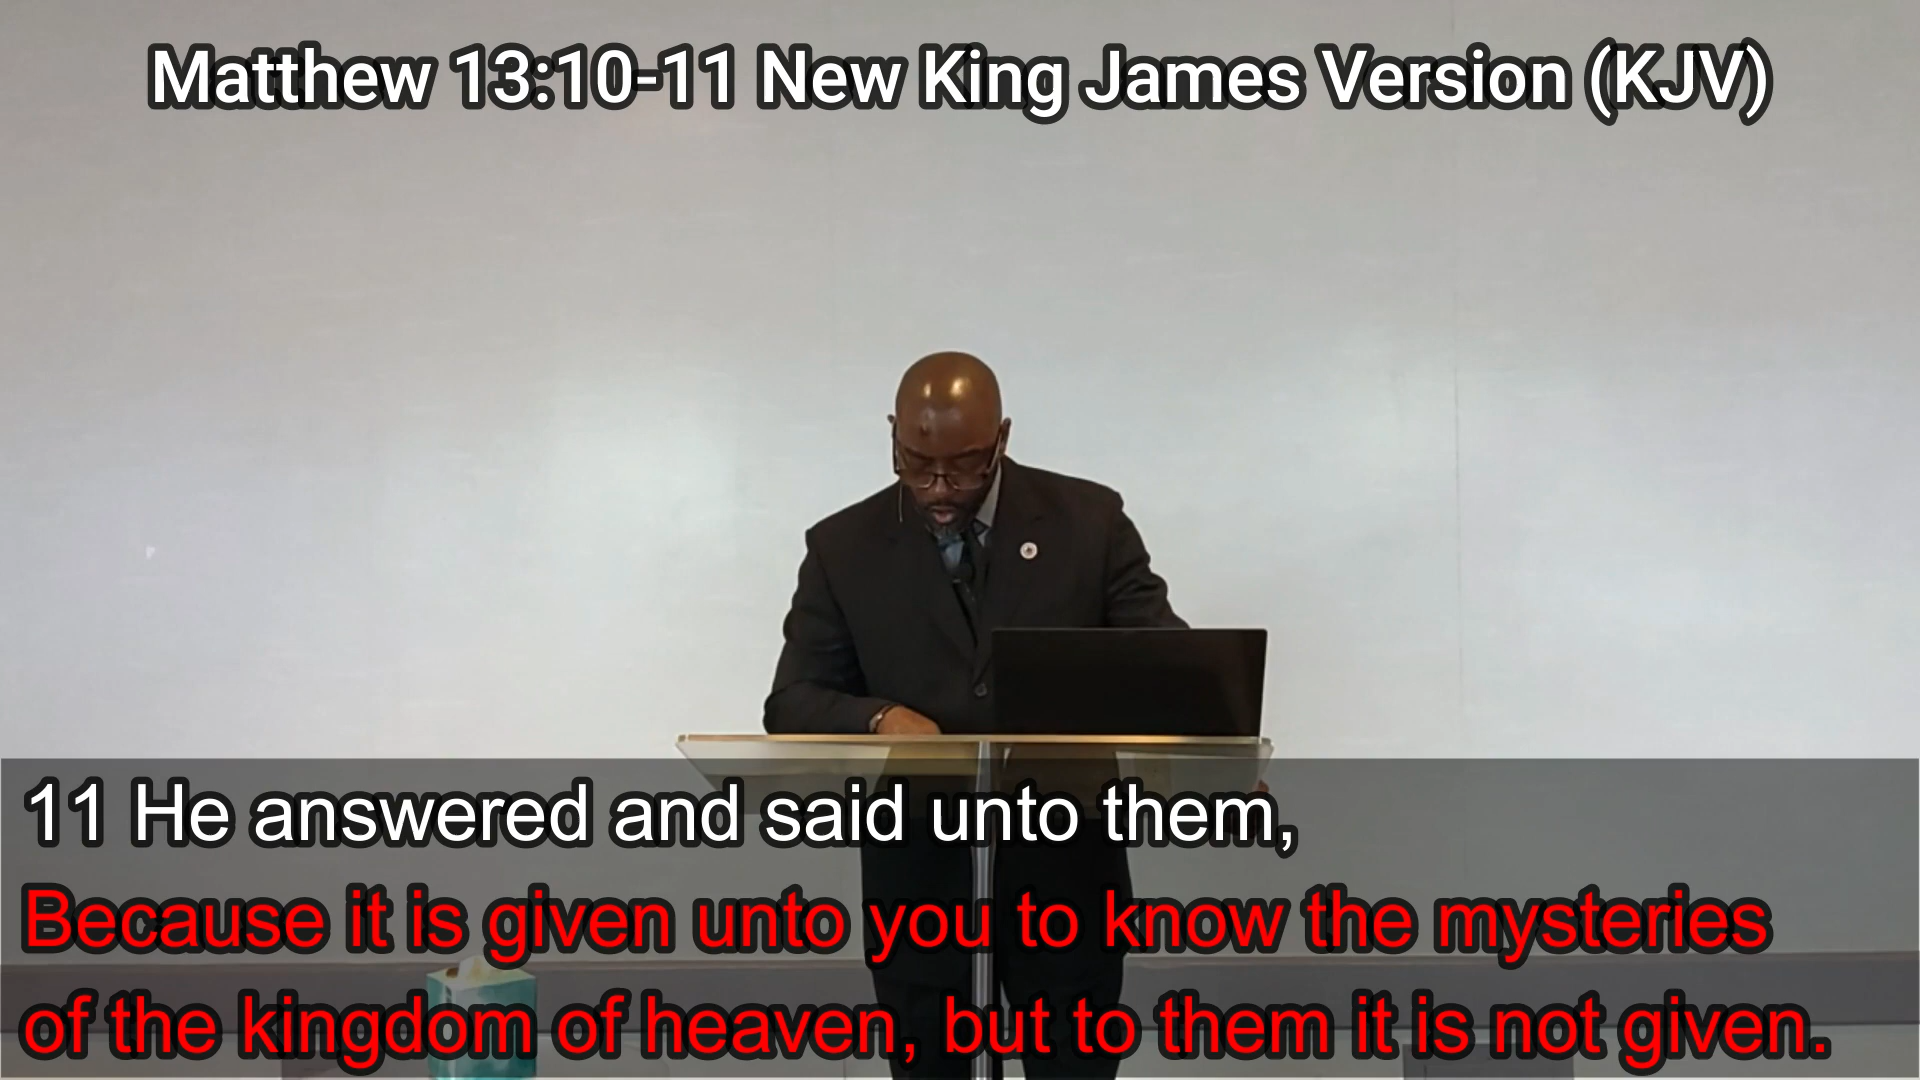 Matthew 13:10-11 New King James Version (KJV)
11 He answered and said unto them,
Because it is given unto you to know the mysteries
of the kingdom of heaven, but to them it is not given.